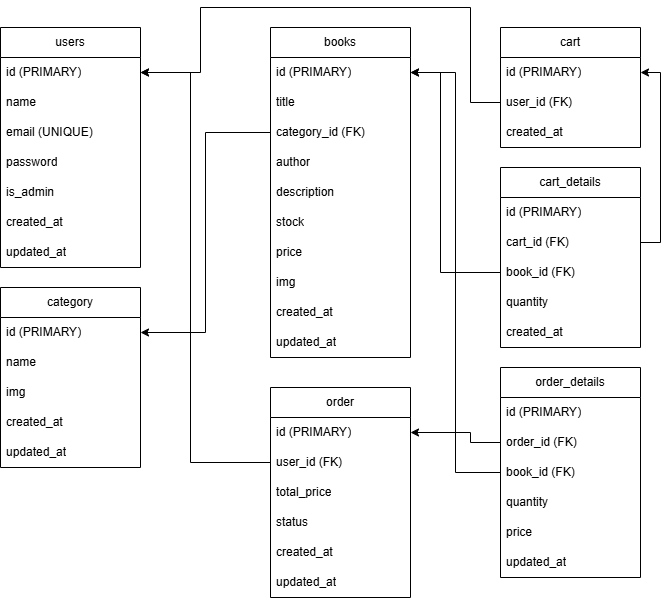 users
id (PRIMARY)
name
email (UNIQUE)
password
is_admin
created_at
updated_at
category
id (PRIMARY)
name
img
created_at
updated_at
books
id (PRIMARY)
title
category_id (FK)
author
description
stock
price
img
created_at
updated_at
order
id (PRIMARY)
user_id (FK)
total_price
status
created_at
updated_at
cart
id (PRIMARY)
user_id (FK)
created_at
cart_details
id (PRIMARY)
cart_id (FK)
book_id (FK)
quantity
created_at
order_details
id (PRIMARY)
order_id (FK)
book_id (FK)
quantity
price
updated_at